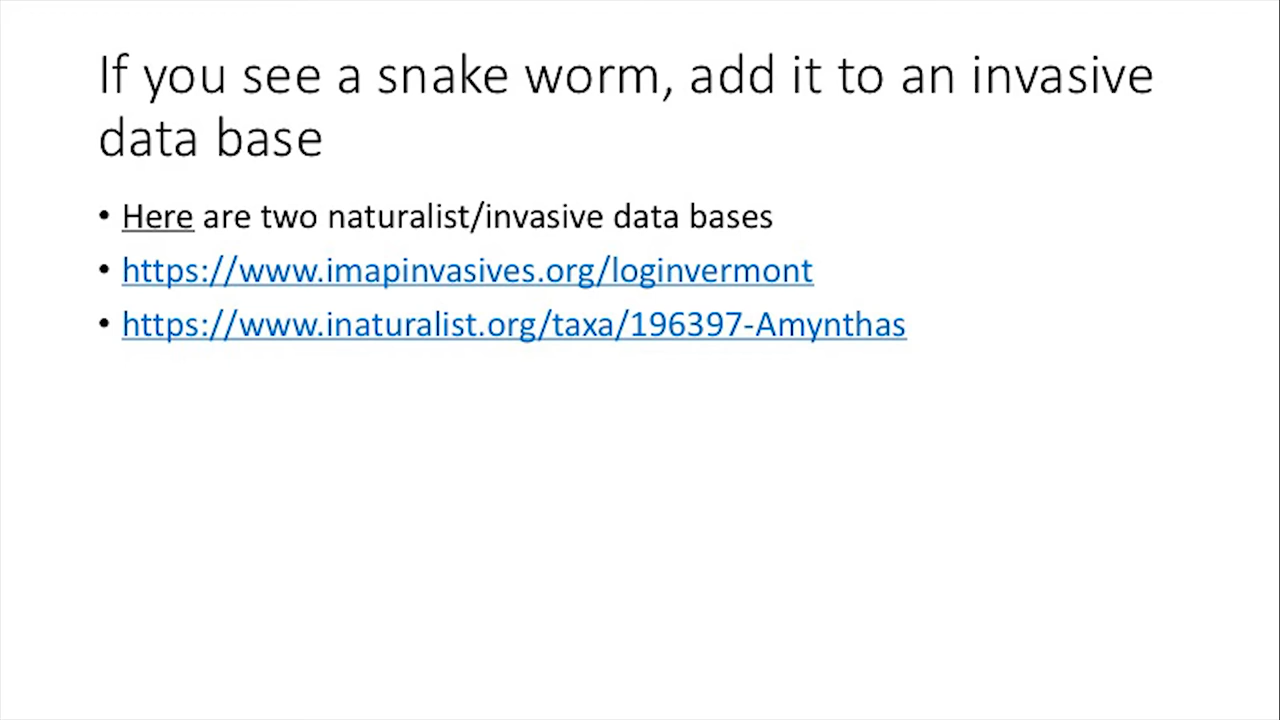 If you see a snake worm, add it to an invasive
data base
• Here are two naturalist/invasive data bases
• https://www.imapinvasives.org/loginvermont
• https://www.inaturalist.org/taxa/196397-Amynthas